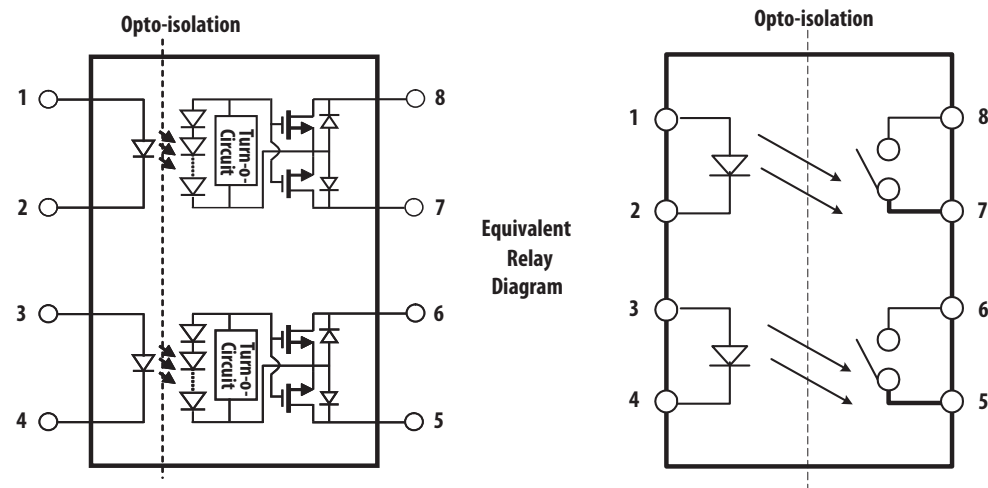 Opto-isolation
1
2
3
4
8
7
6
5
Turn-o-
Circuit
Turn-o-
Circuit
Equivalent
Relay
Diagram
Opto-isolation
1
2
3
4
8
7
6
5